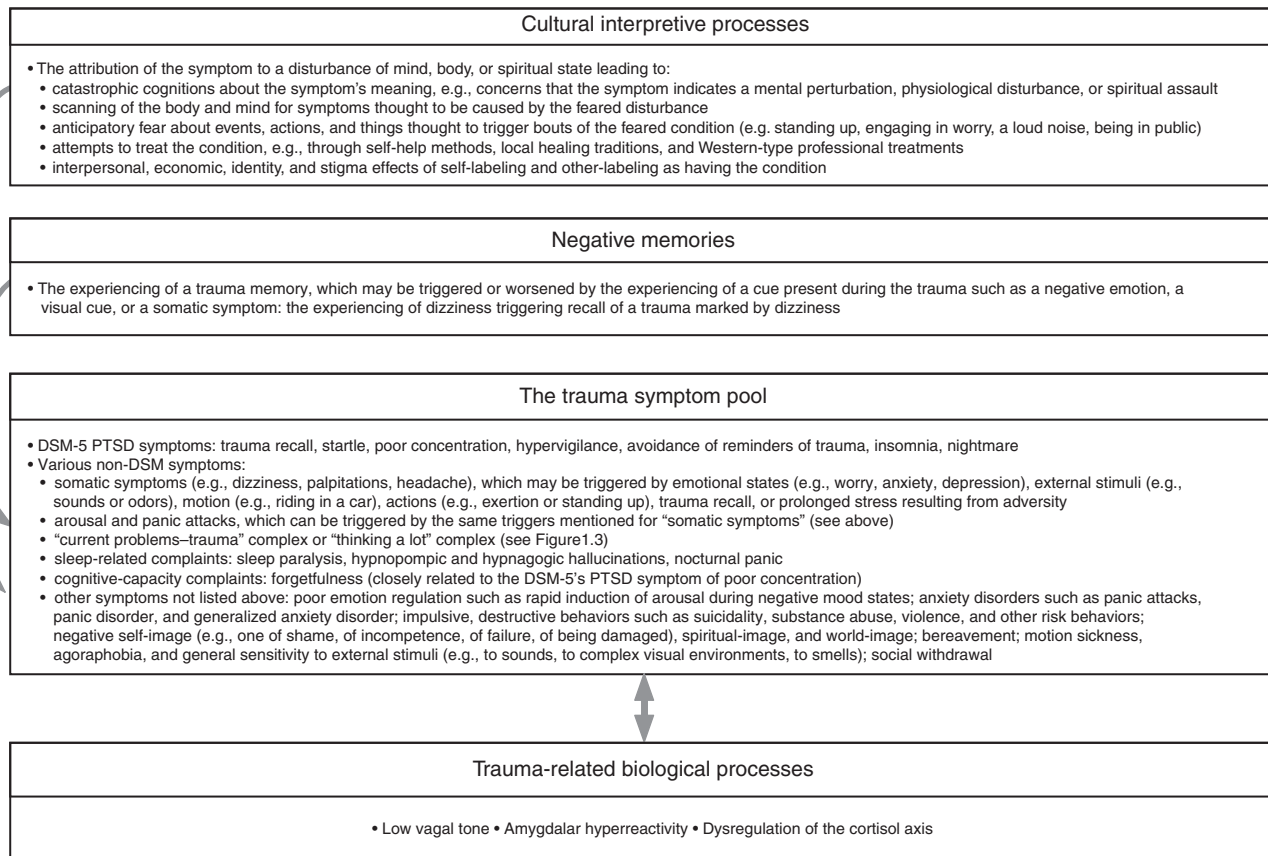 Cultural interpretive processes
• The attribution of the symptom to a disturbance of mind, body, or spiritual state leading to:
• catastrophic cognitions about the symptom's meaning, e.g., concerns that the symptom indicates a mental perturbation, physiological disturbance, or spiritual assault
• scanning of the body and mind for symptoms thought to be caused by the feared disturbance
• anticipatory fear about events, actions, and things thought to trigger bouts of the feared condition (e.g. standing up, engaging in worry, a loud noise, being in public)
• attempts to treat the condition, e.g., through self-help methods, local healing traditions, and Western-type professional treatments
• interpersonal, economic, identity, and stigma effects of self-labeling and other-labeling as having the condition
Negative memories
• The experiencing of a trauma memory, which may be triggered or worsened by the experiencing of a cue present during the trauma such as a negative emotion, a
visual cue, or a somatic symptom: the experiencing of dizziness triggering recall of a trauma marked by dizziness
The trauma symptom pool
• DSM-5 PTSD symptoms: trauma recall, startle, poor concentration, hypervigilance, avoidance of reminders of trauma, insomnia, nightmare
• Various non-DSM symptoms:
• somatic symptoms (e.g., dizziness, palpitations, headache), which may be triggered by emotional states (e.g., worry, anxiety, depression), external stimuli (e.g.,
sounds or odors), motion (e.g., riding in a car), actions (e.g., exertion or standing up), trauma recall, or prolonged stress resulting from adversity
• arousal and panic attacks, which can be triggered by the same triggers mentioned for "somatic symptoms" (see above)
• "current problems–trauma" complex or "thinking a lot" complex (see Figure1.3)
• sleep-related complaints: sleep paralysis, hypnopompic and hypnagogic hallucinations, nocturnal panic
• cognitive-capacity complaints: forgetfulness (closely related to the DSM-5's PTSD symptom of poor concentration)
• other symptoms not listed above: poor emotion regulation such as rapid induction of arousal during negative mood states; anxiety disorders such as panic attacks,
panic disorder, and generalized anxiety disorder; impulsive, destructive behaviors such as suicidality, substance abuse, violence, and other risk behaviors;
negative self-image (e.g., one of shame, of incompetence, of failure, of being damaged), spiritual-image, and world-image; bereavement; motion sickness,
agoraphobia, and general sensitivity to external stimuli (e.g., to sounds, to complex visual environments, to smells); social withdrawal
Trauma-related biological processes
• Low vagal tone • Amygdalar hyperreactivity • Dysregulation of the cortisol axis